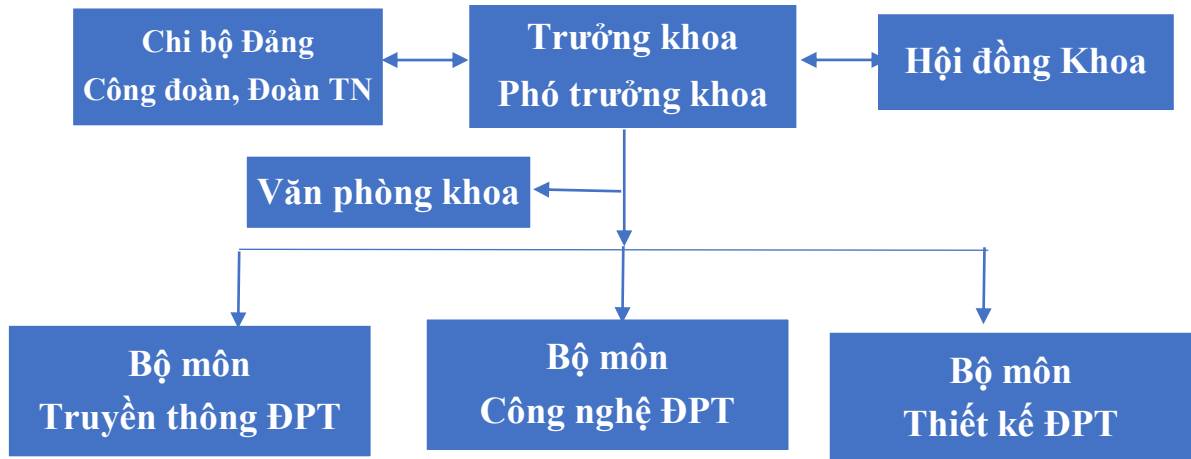 Chi bộ Đảng
Công đoàn, Đoàn TN
Trưởng khoa
Phó trưởng khoa
Hội đồng Khoa
Văn phòng khoa
Bộ môn
Truyền thông ĐPT
Bộ môn
Công nghệ ĐPT
Bộ môn
Thiết kế ĐPT